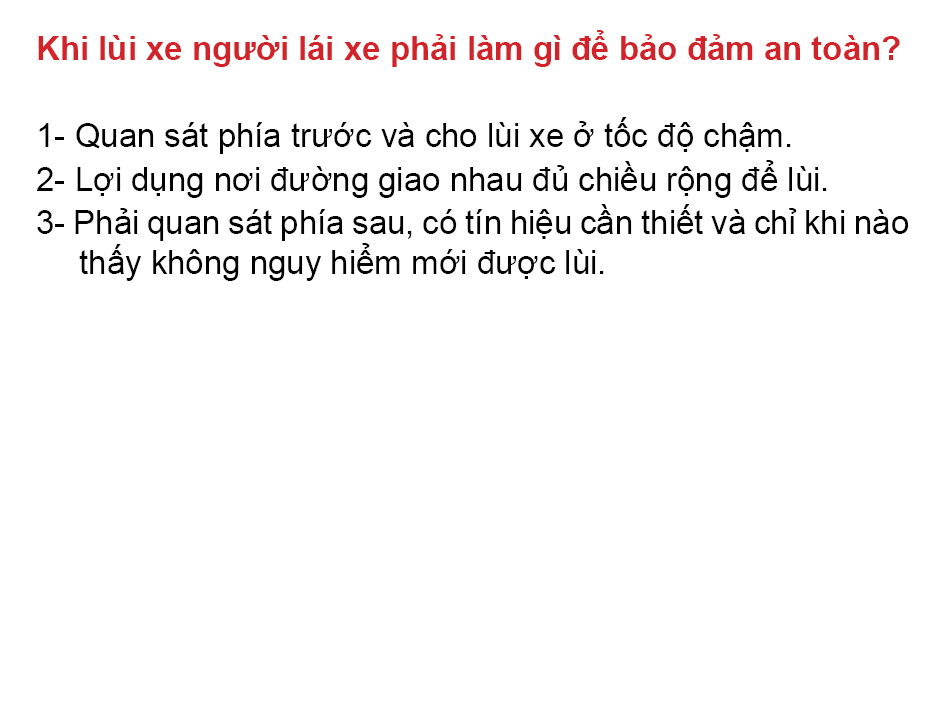 Khi lùi xe người lái xe phải làm gì để bảo đảm an toàn?
1- Quan sát phía trước và cho lùi xe ở tốc độ chậm.
2- Lợi dụng nơi đường giao nhau đủ chiều rộng để lùi.
3- Phải quan sát phía sau, có tín hiệu cần thiết và chỉ khi nào
thấy không nguy hiểm mới được lùi.